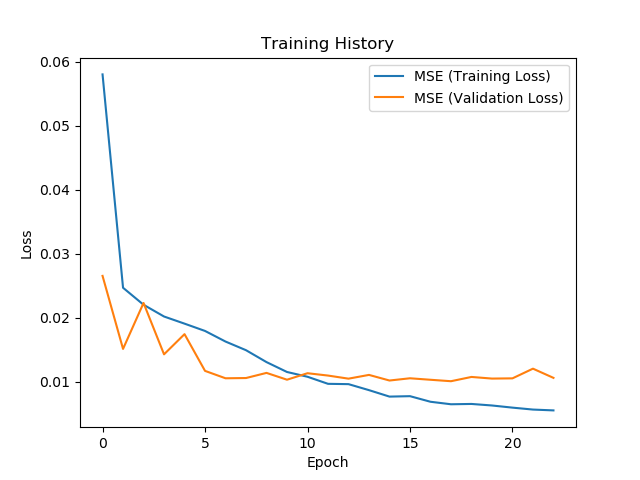 Training History
MSE (Training Loss)
MSE (Validation Loss)
Loss
0.06
0.05
0.04
0.03
0.02
0.01
0 5 10 15 20
Epoch